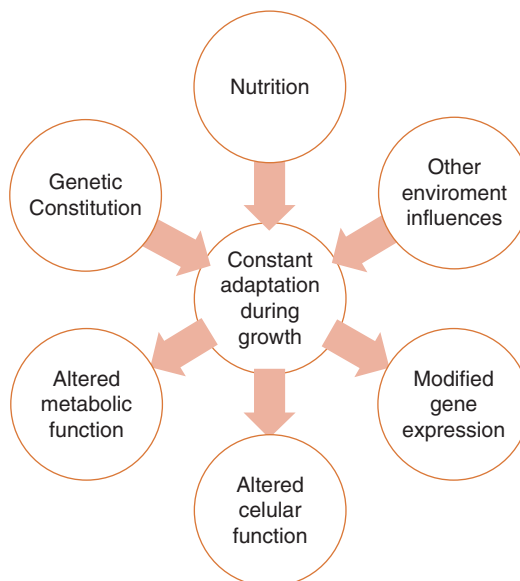 Nutrition
Genetic
Constitution
Other
enviroment
influences
Constant
adaptation
during
growth
Altered
metabolic
function
Modified
gene
expression
Altered
celular
function